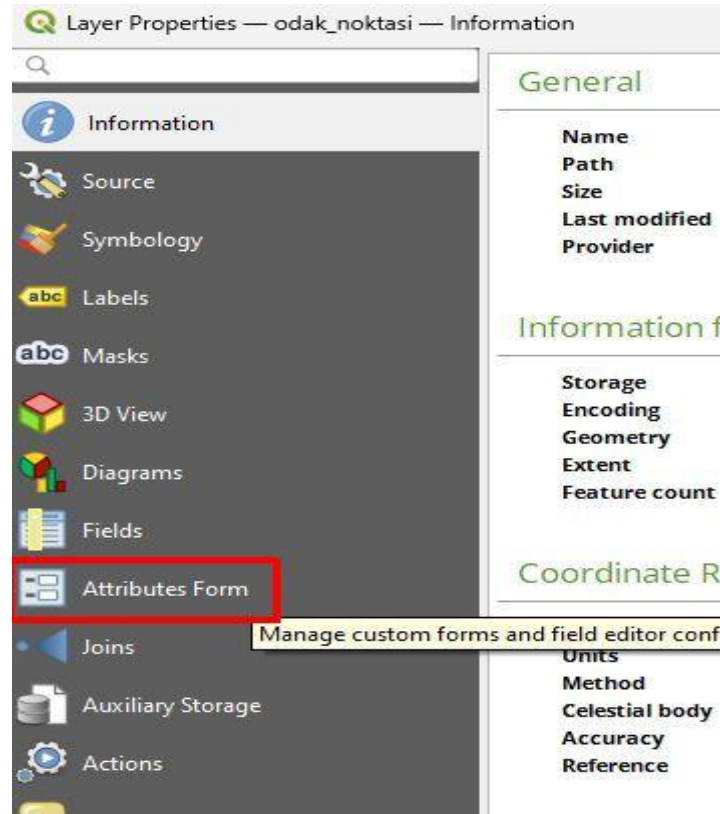 Layer Properties — odak_noktasi — Information
Information
Source
Symbology
abc Labels
abc Masks
3D View
Diagrams
Fields
Attributes Form
Joins
Auxiliary Storage
Actions
General
Name
Path
Size
Last modified
Provider
Information f
Storage
Encoding
Geometry
Extent
Feature count
Coordinate R
Manage custom forms and field editor conf
Units
Method
Celestial body
Accuracy
Reference